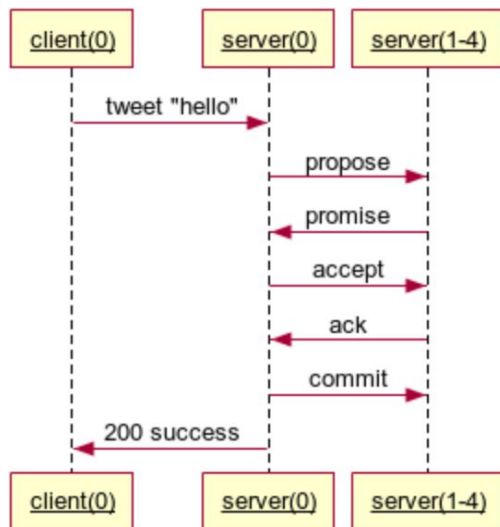 client(0) server(0) server(1-4)
tweet "hello"
propose
promise
accept
ack
commit
200 success
client(0) server(0) server(1-4)